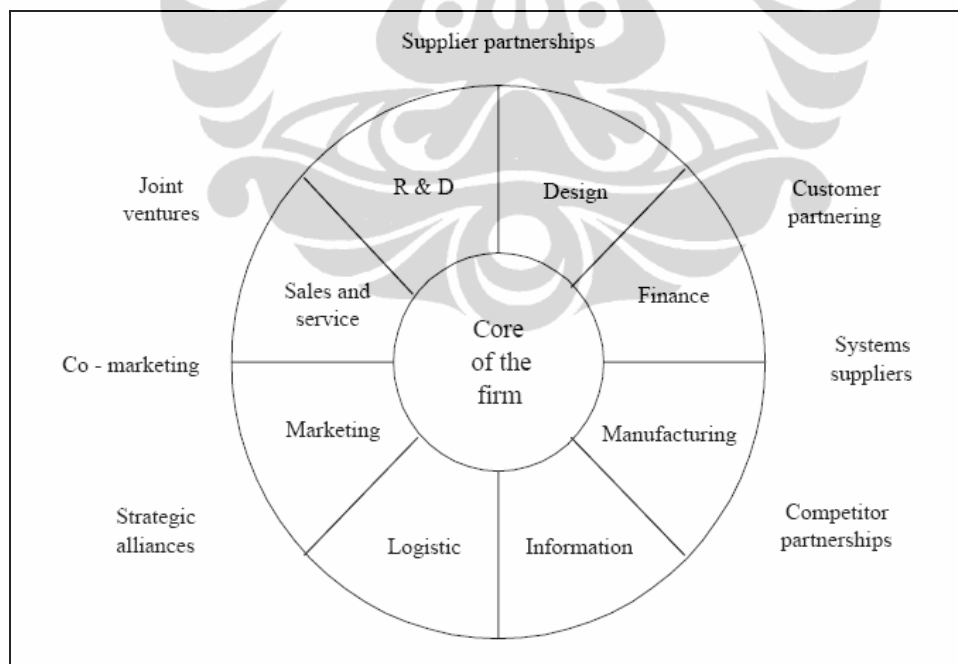 Supplier partnerships
R & D
Design
Joint
ventures
Customer
partnering
Sales and
service
Finance
Core
of the
firm
Co - marketing
Systems
suppliers
Marketing
Manufacturing
Strategic
alliances
Competitor
partnerships
Logistic
Information